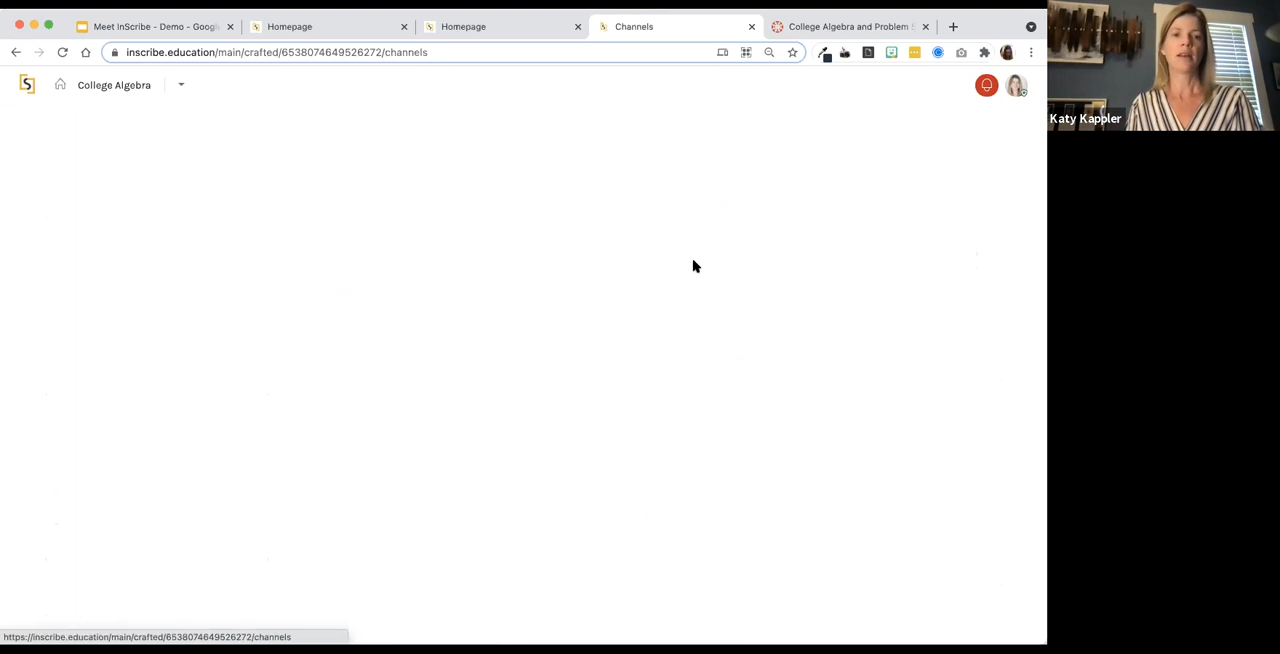 Meet InScribe - Demo - Googl
Homepage
Homepage
Channels
College Algebra and Problem S
inscribe.education/main/crafted/6538074649526272/channels
College Algebra
Katy Kappler
https://inscribe.education/main/crafted/6538074649526272/channels